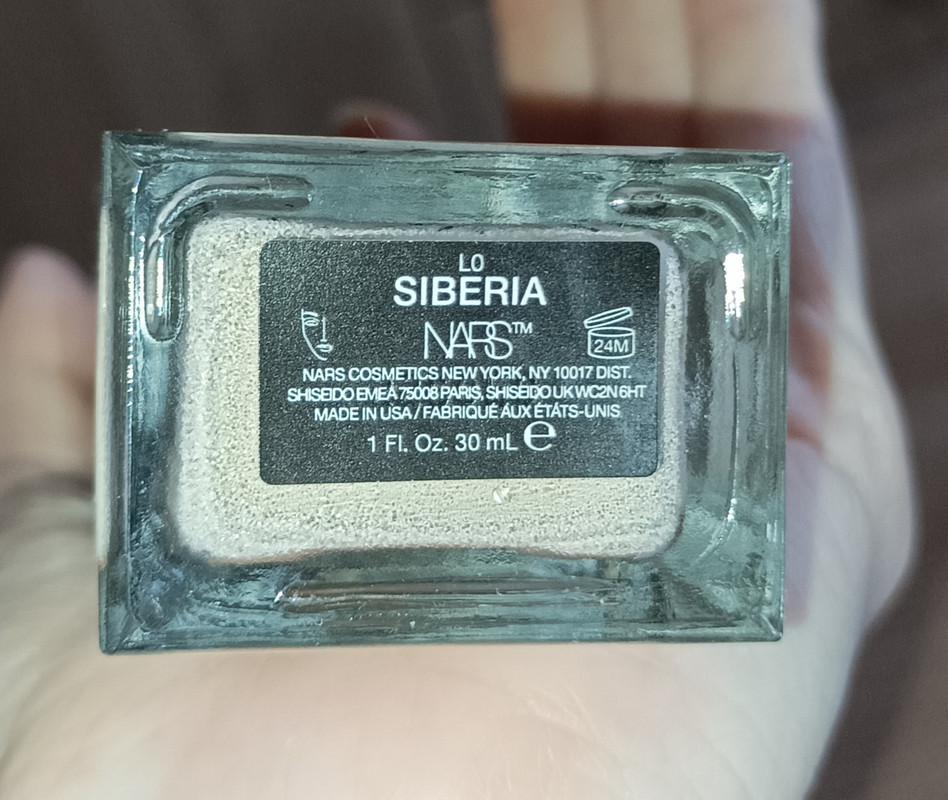 L0
SIBERIA
NARS™
24M
NARS COSMETICS NEW YORK, NY 10017 DIST.
SHISEIDO EMEA 75008 PARIS, SHISEIDO UK WC2N 6HT
MADE IN USA / FABRIQUÉ AUX ÉTATS-UNIS
1 Fl. Oz. 30 mL ℮